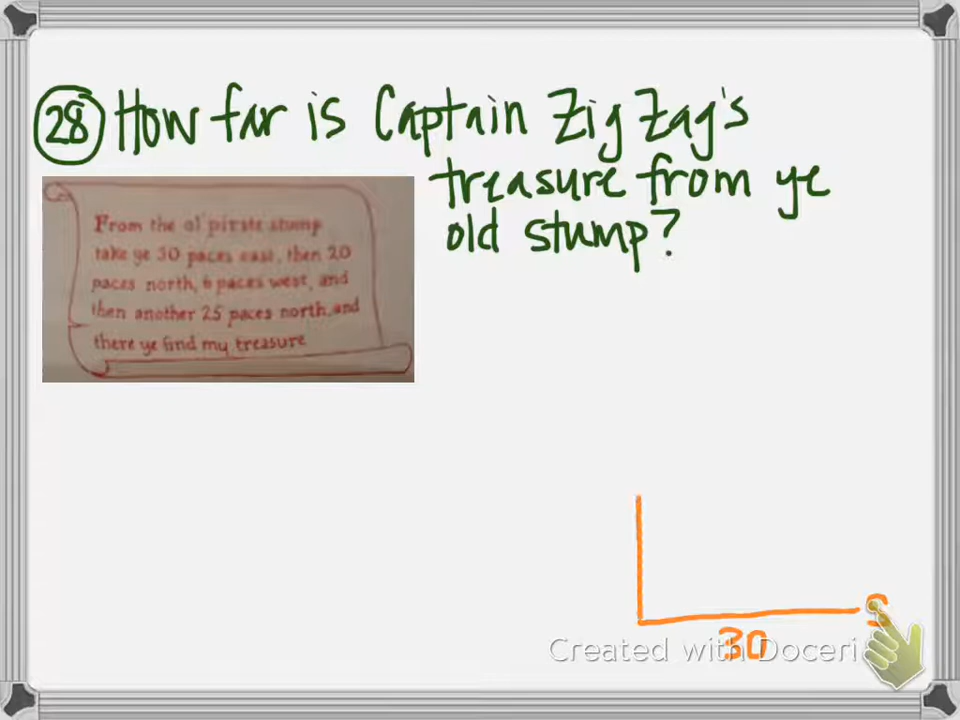 28 How far is Captain ZigZag's
treasure from ye
old stump?
From the ol' pirate stump
take ye 30 paces east, then 20
paces north, 6 paces west, and
then another 25 paces north, and
there ye find my treasure
S
30
Created with Doceri